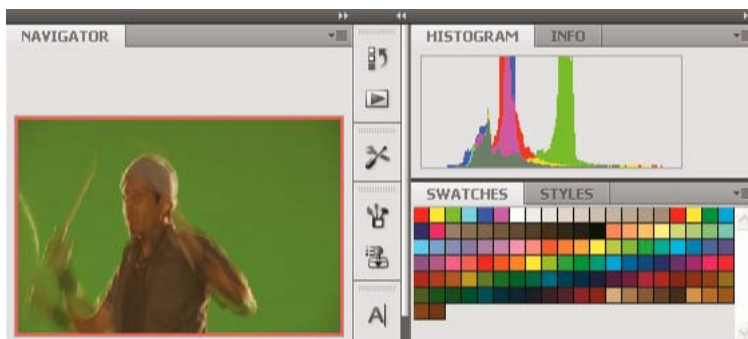 NAVIGATOR
HISTOGRAM
INFO
SWATCHES
STYLES
A